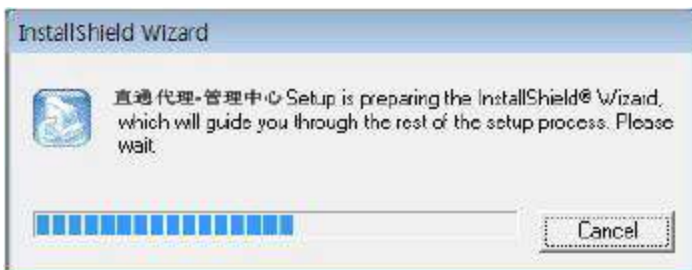 InstallShield Wizard
直通代理-管理中心 Setup is preparing the InstallShield® Wizard,
which will guide you through the rest of the setup process. Please
wait.
Cancel